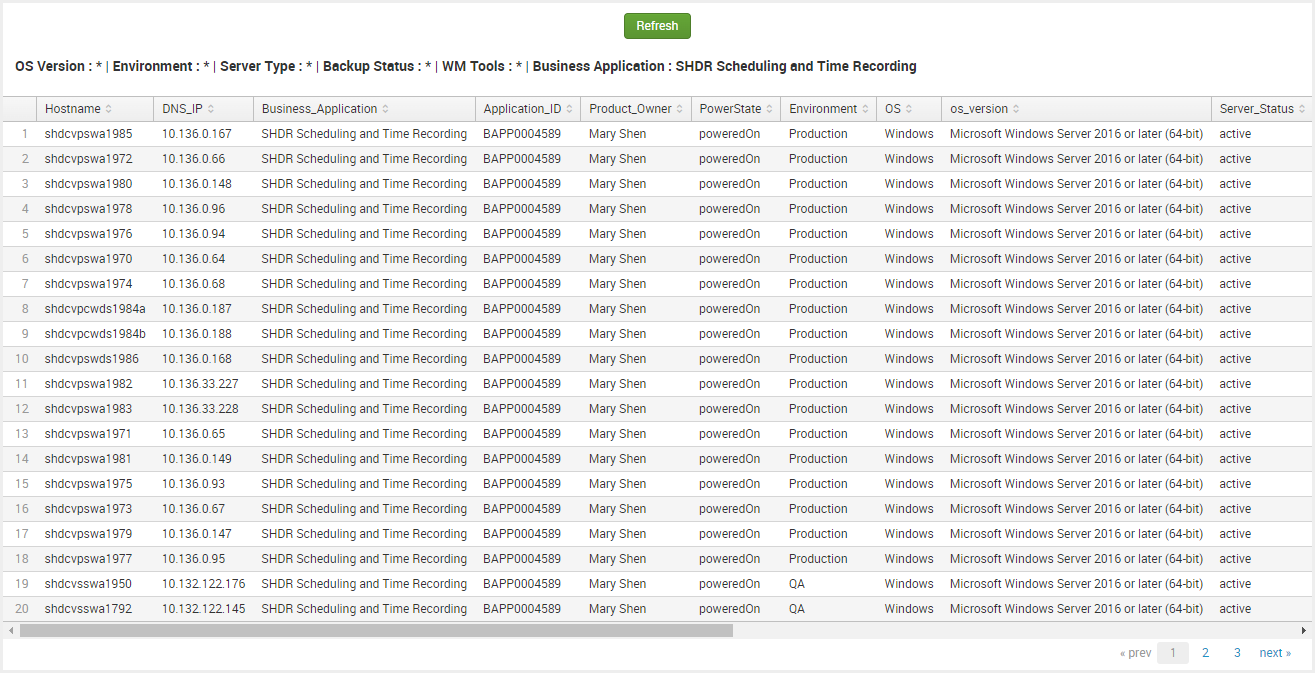 Refresh
OS Version : * | Environment : * | Server Type : * | Backup Status : * | WM Tools : * | Business Application : SHDR Scheduling and Time Recording
Hostname DNS_IP Business_Application Application_ID Product_Owner PowerState Environment OS os_version Server_Status
1 shdcvpswa1985 10.136.0.167 SHDR Scheduling and Time Recording BAPP0004589 Mary Shen poweredOn Production Windows Microsoft Windows Server 2016 or later (64-bit) active
2 shdcvpswa1972 10.136.0.66 SHDR Scheduling and Time Recording BAPP0004589 Mary Shen poweredOn Production Windows Microsoft Windows Server 2016 or later (64-bit) active
3 shdcvpswa1980 10.136.0.148 SHDR Scheduling and Time Recording BAPP0004589 Mary Shen poweredOn Production Windows Microsoft Windows Server 2016 or later (64-bit) active
4 shdcvpswa1978 10.136.0.96 SHDR Scheduling and Time Recording BAPP0004589 Mary Shen poweredOn Production Windows Microsoft Windows Server 2016 or later (64-bit) active
5 shdcvpswa1976 10.136.0.94 SHDR Scheduling and Time Recording BAPP0004589 Mary Shen poweredOn Production Windows Microsoft Windows Server 2016 or later (64-bit) active
6 shdcvpswa1970 10.136.0.64 SHDR Scheduling and Time Recording BAPP0004589 Mary Shen poweredOn Production Windows Microsoft Windows Server 2016 or later (64-bit) active
7 shdcvpswa1974 10.136.0.68 SHDR Scheduling and Time Recording BAPP0004589 Mary Shen poweredOn Production Windows Microsoft Windows Server 2016 or later (64-bit) active
8 shdcvpcwds1984a 10.136.0.187 SHDR Scheduling and Time Recording BAPP0004589 Mary Shen poweredOn Production Windows Microsoft Windows Server 2016 or later (64-bit) active
9 shdcvpcwds1984b 10.136.0.188 SHDR Scheduling and Time Recording BAPP0004589 Mary Shen poweredOn Production Windows Microsoft Windows Server 2016 or later (64-bit) active
10 shdcvpswds1986 10.136.0.168 SHDR Scheduling and Time Recording BAPP0004589 Mary Shen poweredOn Production Windows Microsoft Windows Server 2016 or later (64-bit) active
11 shdcvpswa1982 10.136.33.227 SHDR Scheduling and Time Recording BAPP0004589 Mary Shen poweredOn Production Windows Microsoft Windows Server 2016 or later (64-bit) active
12 shdcvpswa1983 10.136.33.228 SHDR Scheduling and Time Recording BAPP0004589 Mary Shen poweredOn Production Windows Microsoft Windows Server 2016 or later (64-bit) active
13 shdcvpswa1971 10.136.0.65 SHDR Scheduling and Time Recording BAPP0004589 Mary Shen poweredOn Production Windows Microsoft Windows Server 2016 or later (64-bit) active
14 shdcvpswa1981 10.136.0.149 SHDR Scheduling and Time Recording BAPP0004589 Mary Shen poweredOn Production Windows Microsoft Windows Server 2016 or later (64-bit) active
15 shdcvpswa1975 10.136.0.93 SHDR Scheduling and Time Recording BAPP0004589 Mary Shen poweredOn Production Windows Microsoft Windows Server 2016 or later (64-bit) active
16 shdcvpswa1973 10.136.0.67 SHDR Scheduling and Time Recording BAPP0004589 Mary Shen poweredOn Production Windows Microsoft Windows Server 2016 or later (64-bit) active
17 shdcvpswa1979 10.136.0.147 SHDR Scheduling and Time Recording BAPP0004589 Mary Shen poweredOn Production Windows Microsoft Windows Server 2016 or later (64-bit) active
18 shdcvpswa1977 10.136.0.95 SHDR Scheduling and Time Recording BAPP0004589 Mary Shen poweredOn Production Windows Microsoft Windows Server 2016 or later (64-bit) active
19 shdcvsswa1950 10.132.122.176 SHDR Scheduling and Time Recording BAPP0004589 Mary Shen poweredOn QA Windows Microsoft Windows Server 2016 or later (64-bit) active
20 shdcvsswa1792 10.132.122.145 SHDR Scheduling and Time Recording BAPP0004589 Mary Shen poweredOn QA Windows Microsoft Windows Server 2016 or later (64-bit) active
« prev 1 2 3 next »